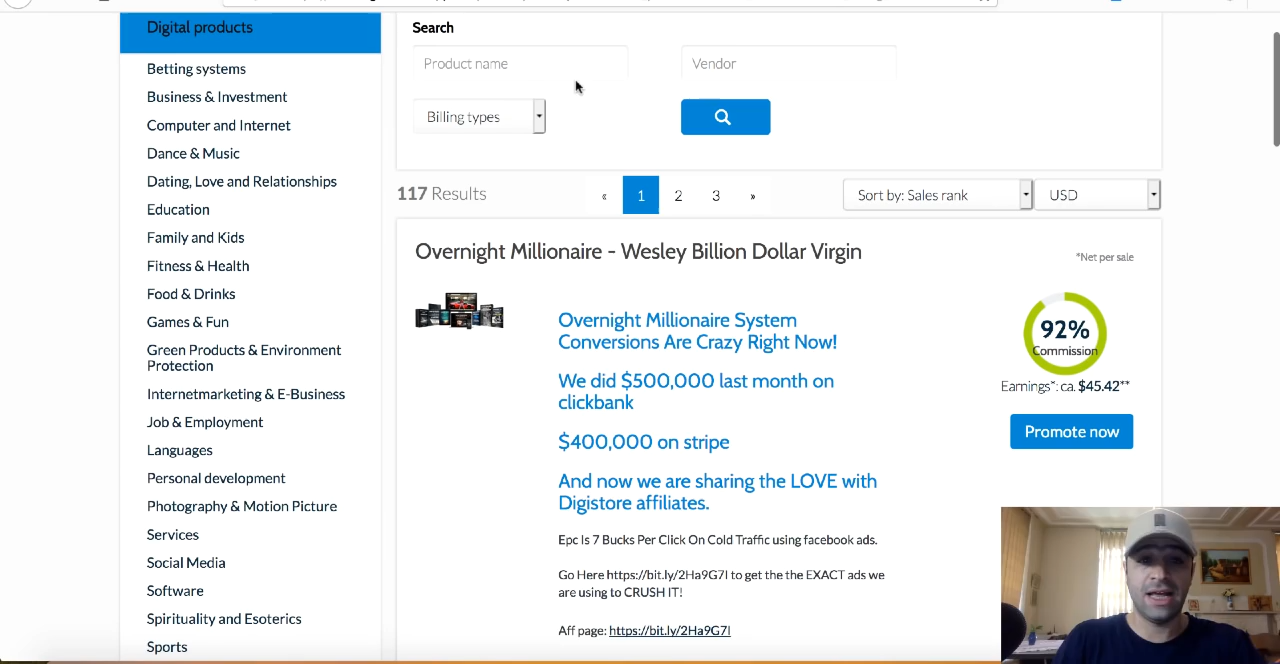 Digital products
Betting systems
Business & Investment
Computer and Internet
Dance & Music
Dating, Love and Relationships
Education
Family and Kids
Fitness & Health
Food & Drinks
Games & Fun
Green Products & Environment
Protection
Internetmarketing & E-Business
Job & Employment
Languages
Personal development
Photography & Motion Picture
Services
Social Media
Software
Spirituality and Esoterics
Sports
Search
Product name
Vendor
Billing types
117 Results
« 1 2 3 »
Sort by: Sales rank
USD
Overnight Millionaire - Wesley Billion Dollar Virgin
*Net per sale
Overnight Millionaire System
Conversions Are Crazy Right Now!
We did $500,000 last month on
clickbank
$400,000 on stripe
And now we are sharing the LOVE with
Digistore affiliates.
Epc Is 7 Bucks Per Click On Cold Traffic using facebook ads.
Go Here https://bit.ly/2Ha9G7I to get the the EXACT ads we
are using to CRUSH IT!
Aff page: https://bit.ly/2Ha9G7I
92%
Commission
Earnings*: ca. $45.42**
Promote now